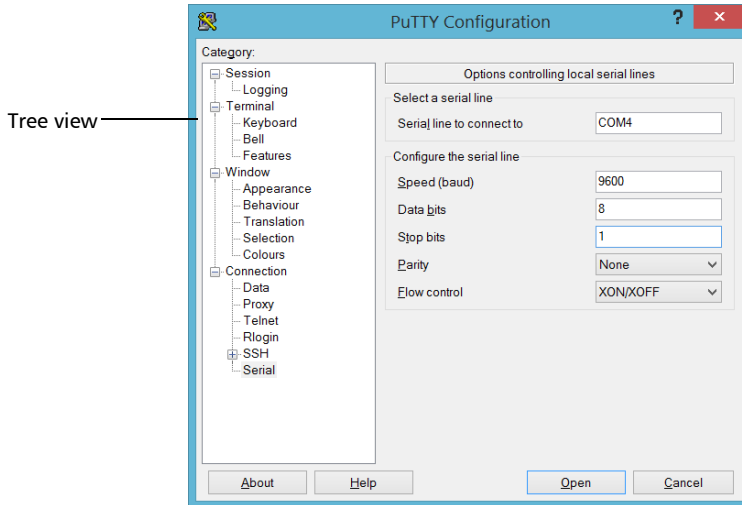 PuTTY Configuration
?
Category:
Session
Logging
Terminal
Keyboard
Bell
Features
Window
Appearance
Behaviour
Translation
Selection
Colours
Connection
Data
Proxy
Telnet
Rlogin
SSH
Serial
Tree view
Options controlling local serial lines
Select a serial line
Serial line to connect to COM4
Configure the serial line
Speed (baud) 9600
Data bits 8
Stop bits 1
Parity None
Flow control XON/XOFF
About Help Open Cancel